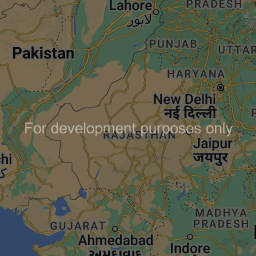 PRADESH
Lahore
لاہور
PUNJAB
Pakistan
UTTAR
HARYANA
New Delhi
नई दिल्ली
For development purposes only
RAJASTHAN
Jaipur
जयपुर
MADHYA
PRADESH
GUJARAT
Ahmedabad
Indore